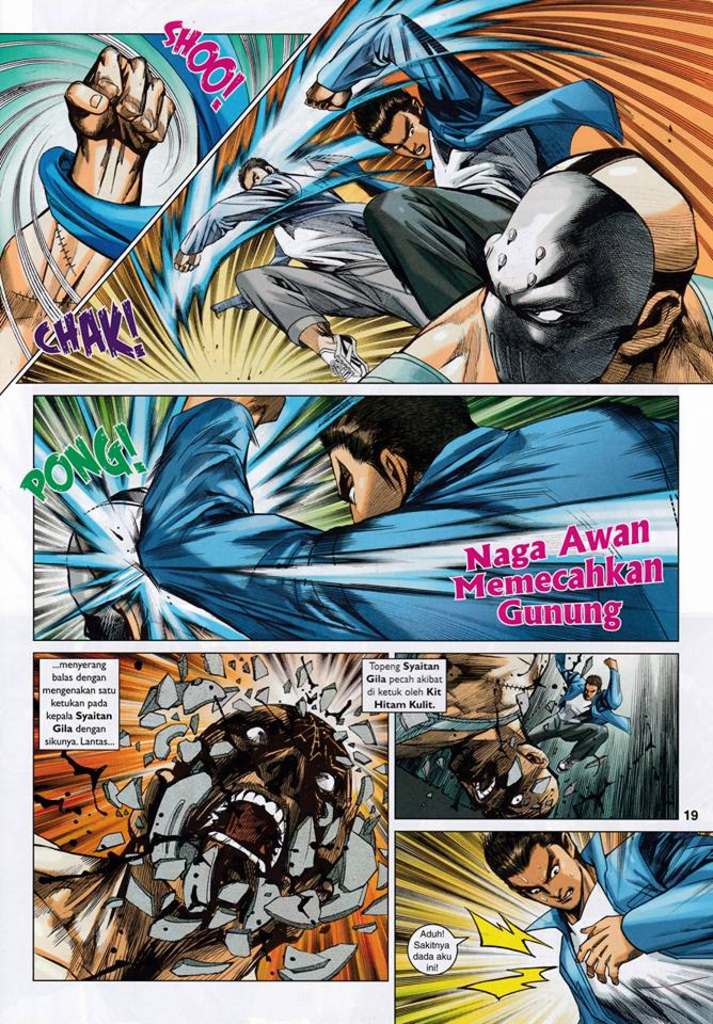 SHOO!
CHAK!
PONG!
Naga Awan
Memecahkan
Gunung
...menyerang
balas dengan
mengenakan satu
ketukan pada
kepala Syaitan
Gila dengan
sikunya. Lantas...
Topeng Syaitan
Gila pecah akibat
di ketuk oleh Kit
Hitam Kulit.
19
Aduh!
Sakitnya
dada aku
ini!